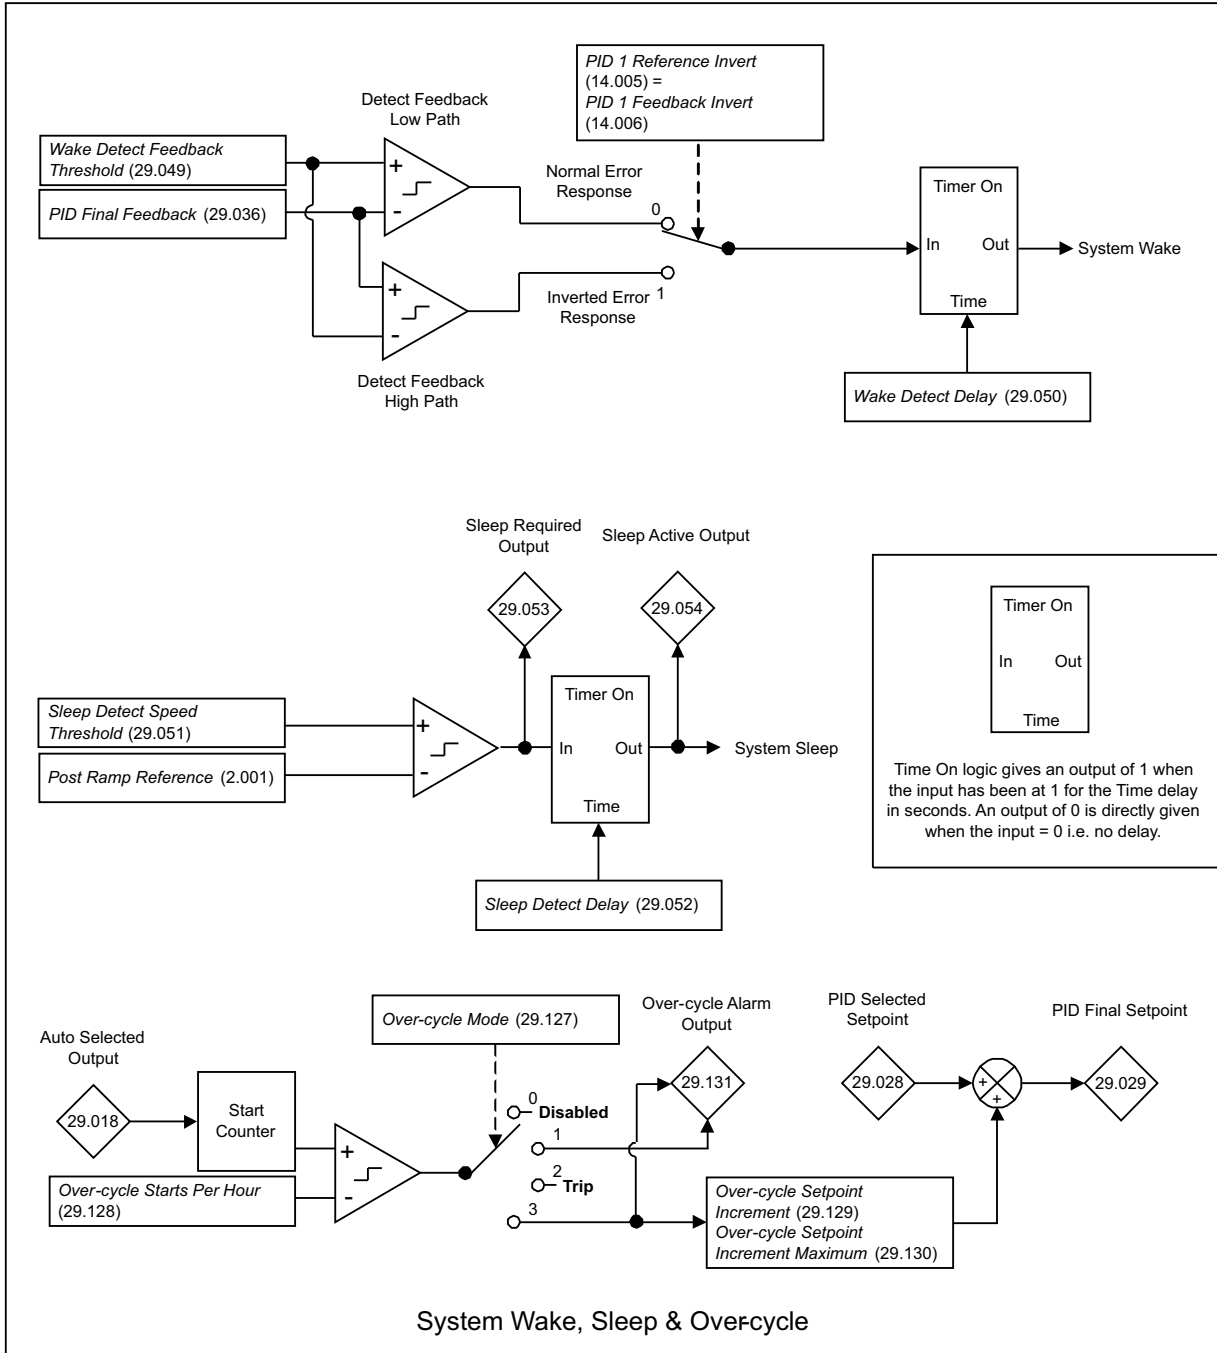 PID 1 Reference Invert
(14.005) =
PID 1 Feedback Invert
(14.006)
Detect Feedback
Low Path
Wake Detect Feedback
Threshold (29.049)
PID Final Feedback (29.036)
+
-
Normal Error
Response
0
Timer On
In
Out
Time
System Wake
+
-
Inverted Error
Response
1
Detect Feedback
High Path
Wake Detect Delay (29.050)
Sleep Required
Output
Sleep Active Output
29.053
29.054
Sleep Detect Speed
Threshold (29.051)
Post Ramp Reference (2.001)
+
-
Timer On
In
Out
Time
System Sleep
Sleep Detect Delay (29.052)
Timer On
In
Out
Time
Time On logic gives an output of 1 when
the input has been at 1 for the Time delay
in seconds. An output of 0 is directly given
when the input = 0 i.e. no delay.
Auto Selected
Output
29.018
Start
Counter
Over-cycle Mode (29.127)
Over-cycle Alarm
Output
29.131
PID Selected
Setpoint
29.028
+
+
PID Final Setpoint
29.029
Over-cycle Starts Per Hour
(29.128)
+
-
0
Disabled
1
2
Trip
3
Over-cycle Setpoint
Increment (29.129)
Over-cycle Setpoint
Increment Maximum (29.130)
System Wake, Sleep & Over-cycle